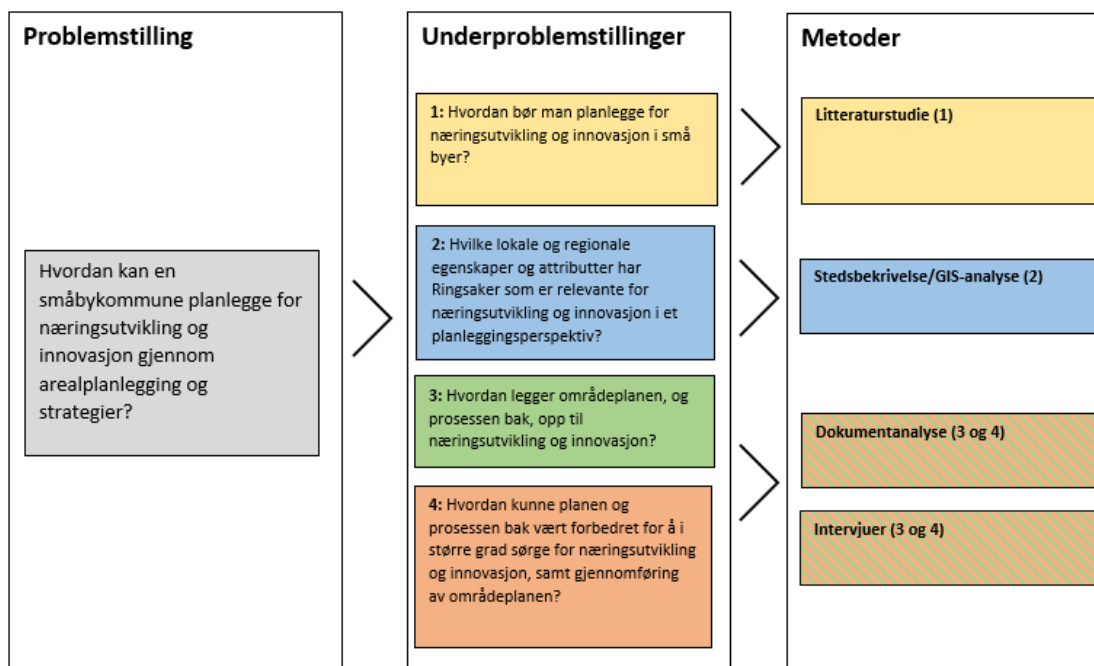 Problemstilling
Hvordan kan en
småbykommune planlegge for
næringsutvikling og
innovasjon gjennom
arealplanlegging og
strategier?
Underproblemstillinger
1: Hvordan bør man planlegge for
næringsutvikling og innovasjon i små
byer?
2: Hvilke lokale og regionale
egenskaper og attributter har
Ringsaker som er relevante for
næringsutvikling og innovasjon i et
planleggingsperspektiv?
3: Hvordan legger områdeplanen, og
prosessen bak, opp til
næringsutvikling og innovasjon?
4: Hvordan kunne planen og
prosessen bak vært forbedret for å i
større grad sørge for næringsutvikling
og innovasjon, samt gjennomføring
av områdeplanen?
Metoder
Litteraturstudie (1)
Stedsbekrivelse/GIS-analyse (2)
Dokumentanalyse (3 og 4)
Intervjuer (3 og 4)